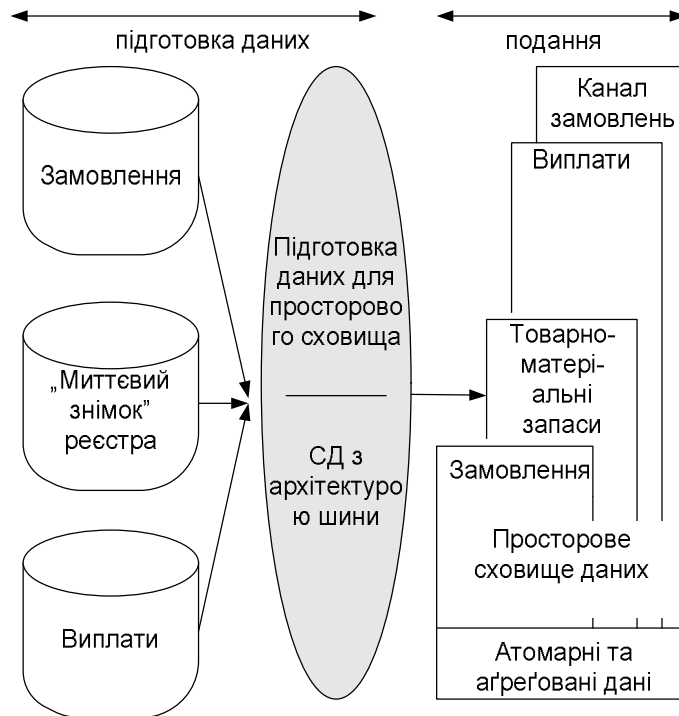 підготовка даних
подання
Замовлення
„Миттєвий
знімок”
реєстра
Виплати
Підготовка
даних для
просторово
го сховища
СД з
архітектуро
ю шини
Канал
замовлень
Виплати
Товарно-
матері-
альні
запаси
Замовлення
Просторове
сховище даних
Атомарні та
аґреґовані дані